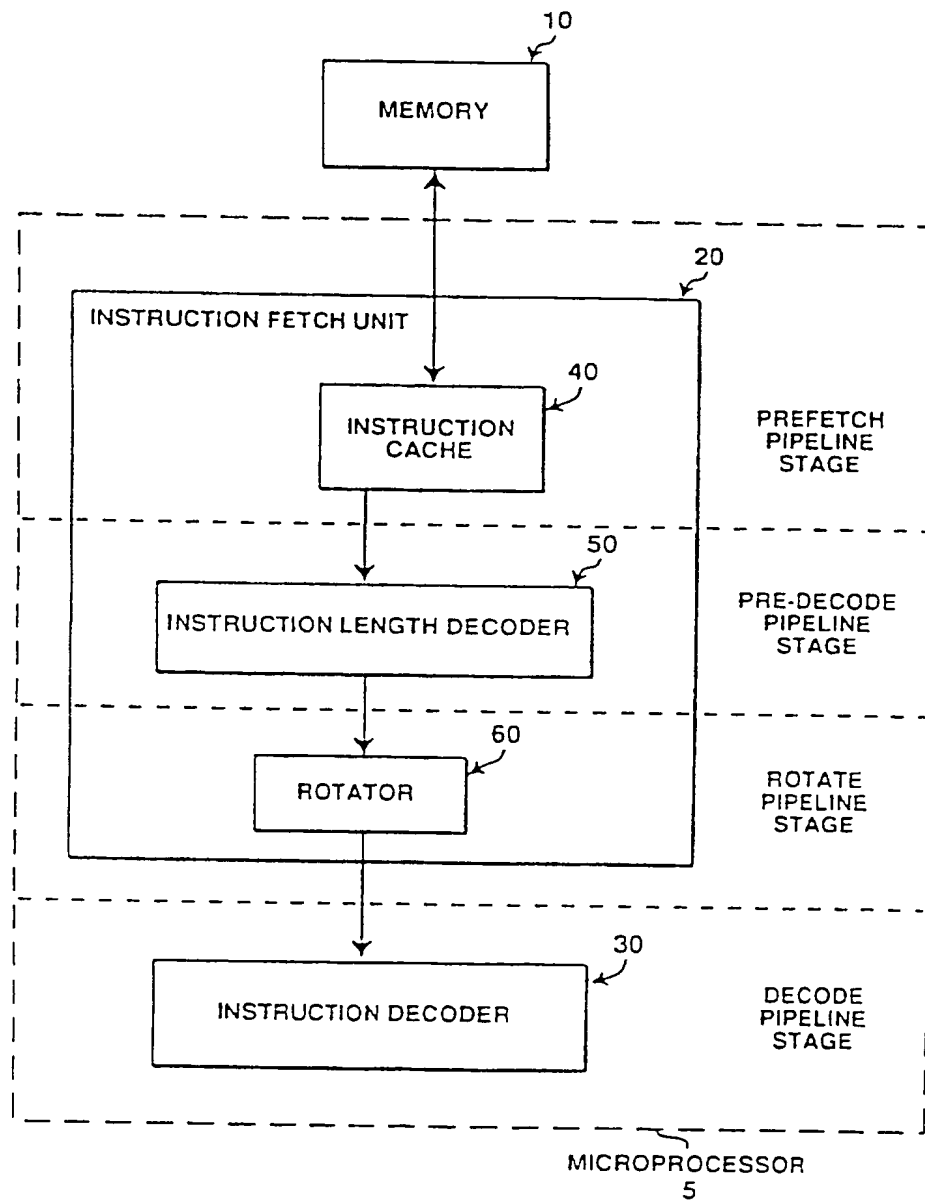 10
MEMORY
20
INSTRUCTION FETCH UNIT
40
INSTRUCTION
CACHE
PREFETCH
PIPELINE
STAGE
50
INSTRUCTION LENGTH DECODER
PRE-DECODE
PIPELINE
STAGE
60
ROTATOR
ROTATE
PIPELINE
STAGE
30
INSTRUCTION DECODER
DECODE
PIPELINE
STAGE
MICROPROCESSOR
5